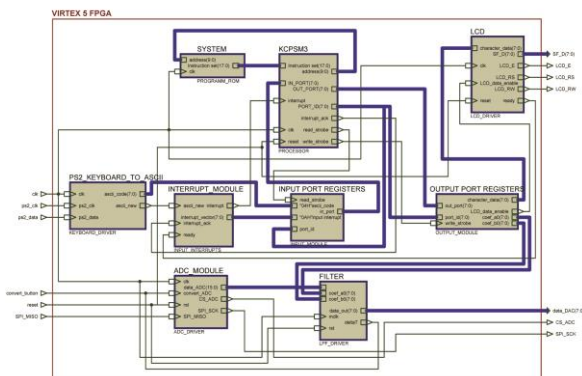 VIRTEX 5 FPGA
LCD
character_data(7:0)
SF_D(7:0)
SF_D(7:0)
clk
LCD_E
LCD_E
LCD_RS
LCD_RS
LCD_data_enable
LCD_RW
LCD_RW
reset
ready
LCD_DRIVER
SYSTEM
address(9:0)
instruction set(17:0)
clk
PROGRAMM_ROM
KCPSM3
instruction set(17:0)
address(9:0)
IN_PORT(7:0)
OUT_PORT(7:0)
interrupt
PORT_ID(7:0)
interrupt_ack
clk
read_strobe
reset
write_strobe
PROCESSOR
PS2_KEYBOARD_TO_ASCII
clk
clk
ascii_code(7:0)
ps2_clk
ps2_clk
ascii_new
ps2_data
ps2_data
KEYBOARD_DRIVER
INTERRUPT_MODULE
ascii_new interrupt
interrupt_vector(7:0)
interrupt_ack
ready
INPUT_INTERRUPTS
INPUT PORT REGISTERS
read_strobe
in_port
port_id
OUTPUT PORT REGISTERS
character_data(7:0)
out_port(7:0)
LCD_data_enable
port_id(7:0)
coef_a0(7:0)
write_strobe
coef_b0(7:0)
OUTPUT_MODULE
ADC_MODULE
clk
data_ADC(15:0)
convert_button
convert_ADC
CS_ADC
reset
rst
SPI_SCK
SPI_MISO
SPI_MISO
ADC_DRIVER
FILTER
coef_a0(7:0)
coef_b0(7:0)
data_out(7:0)
data_DAC(7:0)
rst
LPF_DRIVER
CS_ADC
SPI_SCK